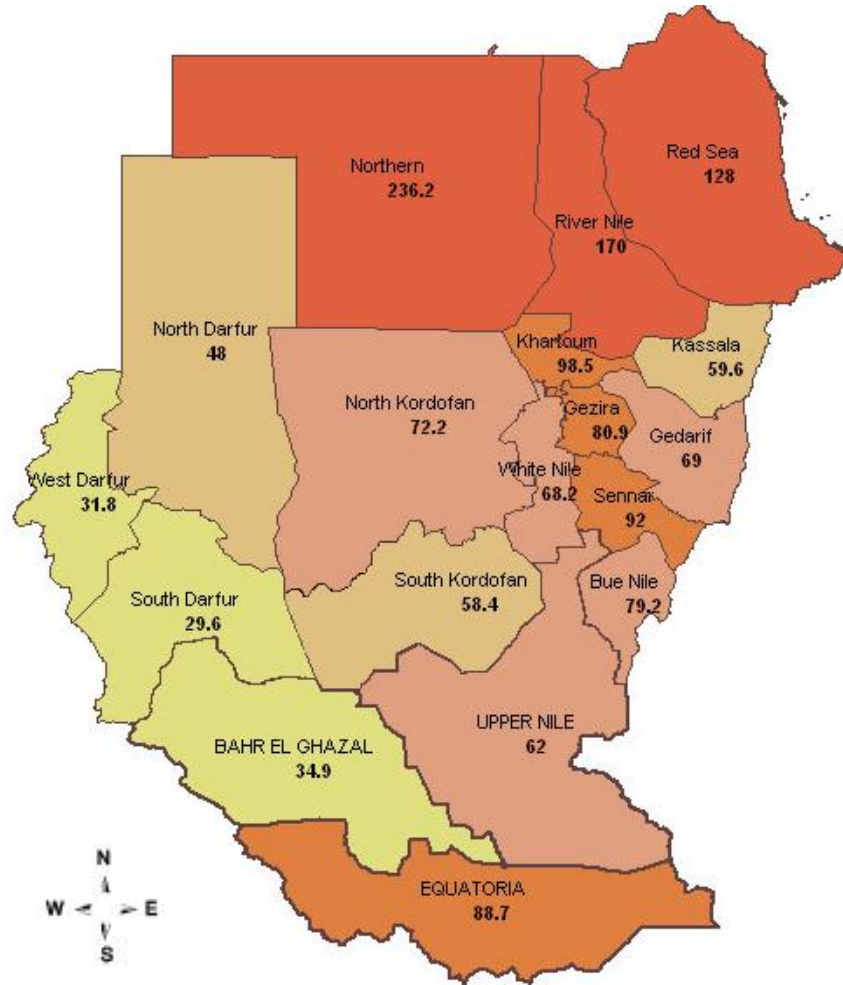 Northern
236.2
Red Sea
128
River Nile
170
North Darfur
48
Khartoum
98.5
Kassala
59.6
North Kordofan
72.2
Gezira
80.9
Gedarif
69
West Darfur
31.8
White Nile
68.2
Sennar
92
South Darfur
29.6
South Kordofan
58.4
Bue Nile
79.2
BAHR EL GHAZAL
34.9
UPPER NILE
62
EQUATORIA
88.7
N
W
E
S